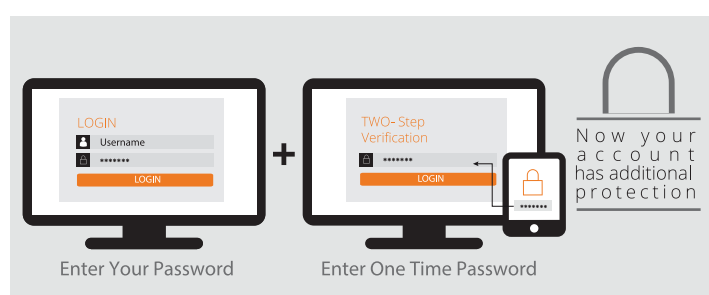 LOGIN
Username
*******
LOGIN
Enter Your Password
+
TWO-Step
Verification
*******
LOGIN
*******
Enter One Time Password
Now your
account
has additional
protection